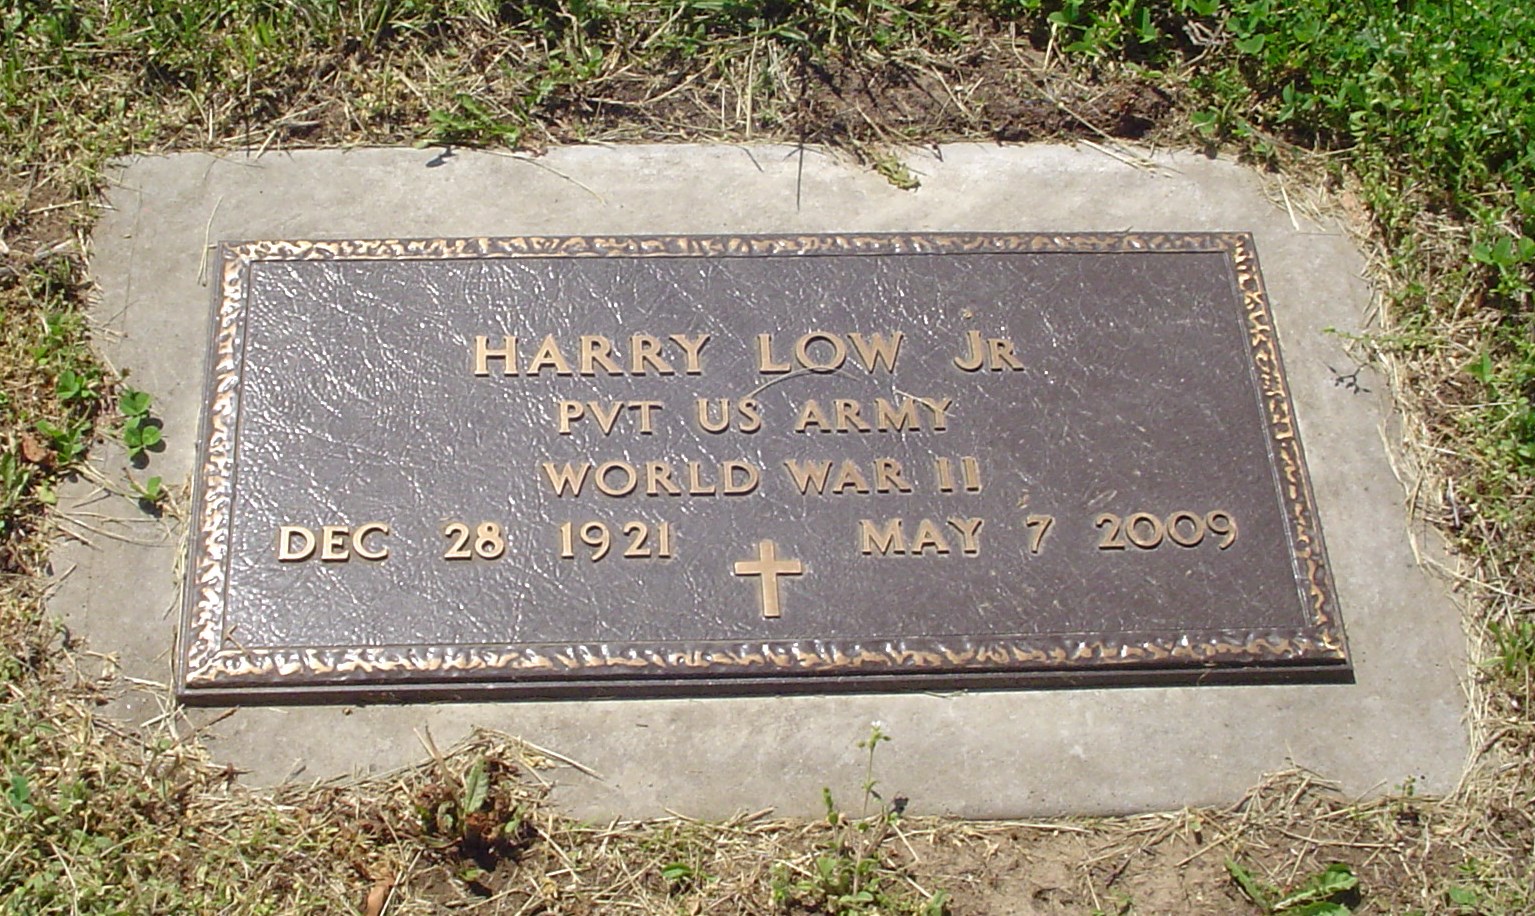 HARRY LOW JR
PVT US ARMY
WORLD WAR II
DEC 28 1921 MAY 7 2009